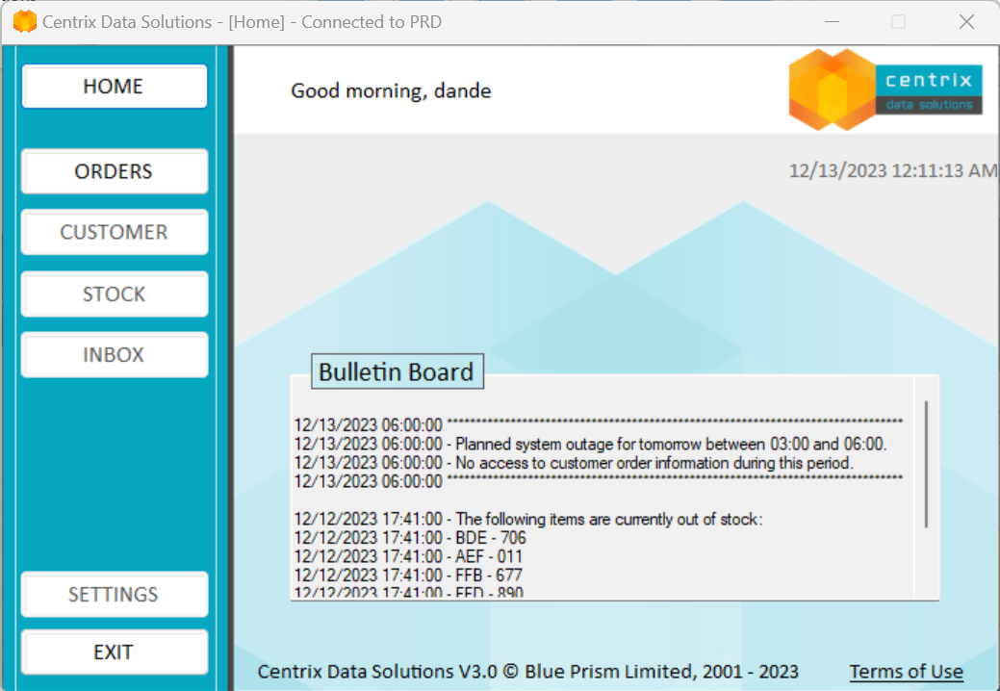 Centrix Data Solutions - [Home] - Connected to PRD
HOME
ORDERS
CUSTOMER
STOCK
INBOX
SETTINGS
EXIT
Good morning, dande
centrix
data solutions
12/13/2023 12:11:13 AM
Bulletin Board
12/13/2023 06:00:00 *******************************************************************************
12/13/2023 06:00:00 - Planned system outage for tomorrow between 03:00 and 06:00.
12/13/2023 06:00:00 - No access to customer order information during this period.
12/13/2023 06:00:00 *******************************************************************************
12/12/2023 17:41:00 - The following items are currently out of stock:
12/12/2023 17:41:00 - BDE - 706
12/12/2023 17:41:00 - AEF - 011
12/12/2023 17:41:00 - FFB - 677
12/12/2023 17:41:00 - FFD - 890
Centrix Data Solutions V3.0 © Blue Prism Limited, 2001 - 2023
Terms of Use